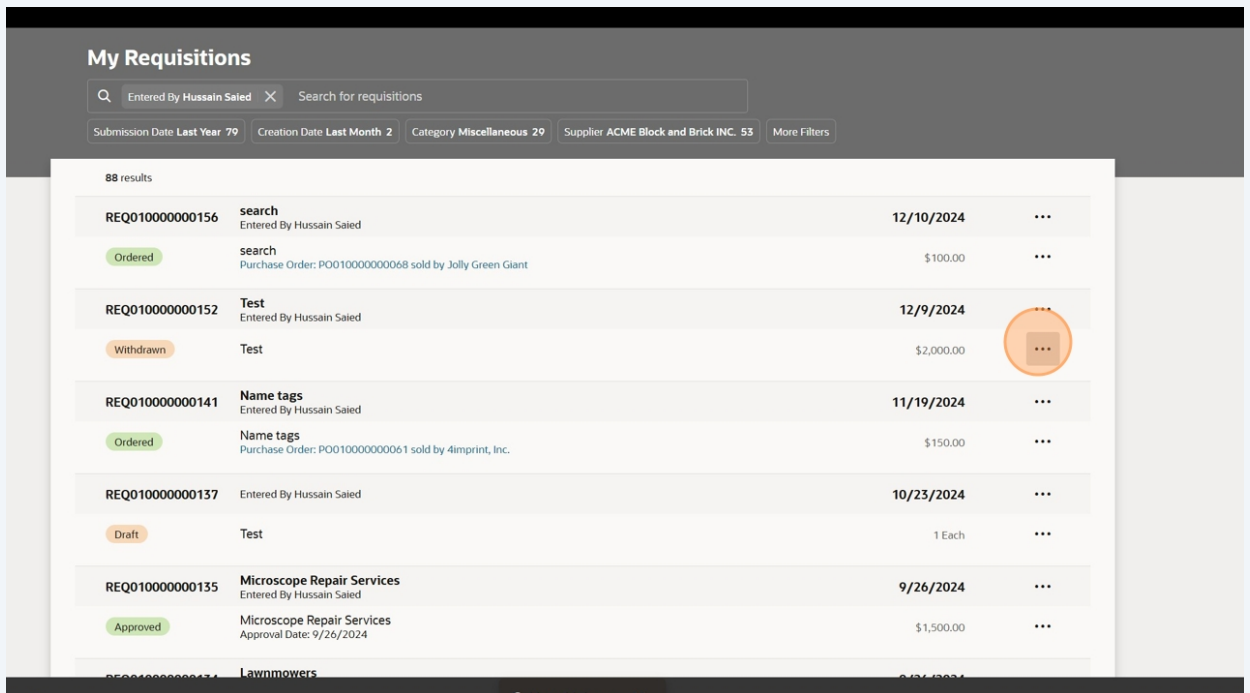 My Requisitions
Entered By Hussain Saied Search for requisitions
Submission Date Last Year 79 Creation Date Last Month 2 Category Miscellaneous 29 Supplier ACME Block and Brick INC. 53 More Filters
88 results
REQ010000000156 search 12/10/2024
Entered By Hussain Saied
Ordered search $100.00
Purchase Order: PO010000000068 sold by Jolly Green Giant
REQ010000000152 Test 12/9/2024
Entered By Hussain Saied
Withdrawn Test $2,000.00
REQ010000000141 Name tags 11/19/2024
Entered By Hussain Saied
Ordered Name tags $150.00
Purchase Order: PO010000000061 sold by 4imprint, Inc.
REQ010000000137 Entered By Hussain Saied 10/23/2024
Draft Test 1 Each
REQ010000000135 Microscope Repair Services 9/26/2024
Entered By Hussain Saied
Approved Microscope Repair Services $1,500.00
Approval Date: 9/26/2024
Lawnmowers